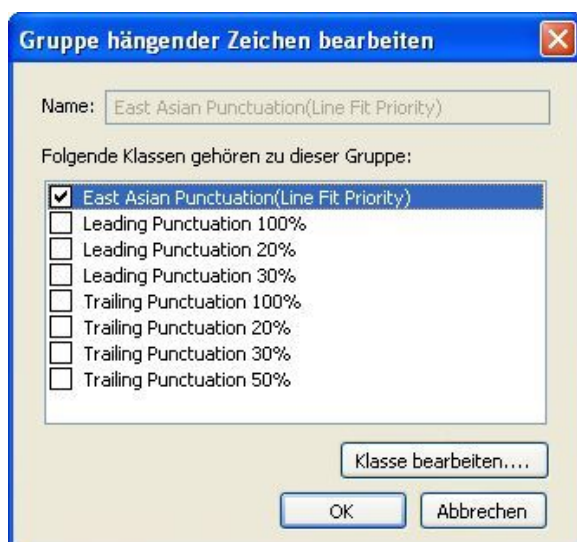 Gruppe hängender Zeichen bearbeiten
Name: East Asian Punctuation(Line Fit Priority)
Folgende Klassen gehören zu dieser Gruppe:
East Asian Punctuation(Line Fit Priority)
Leading Punctuation 100%
Leading Punctuation 20%
Leading Punctuation 30%
Trailing Punctuation 100%
Trailing Punctuation 20%
Trailing Punctuation 30%
Trailing Punctuation 50%
Klasse bearbeiten....
OK Abbrechen